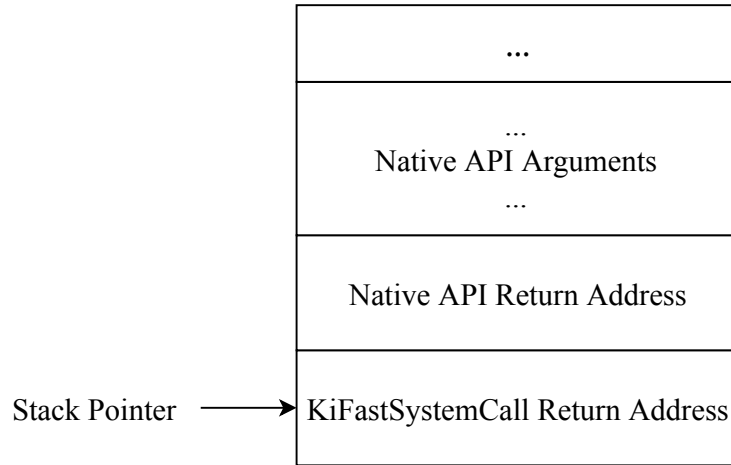 ...
...
Native API Arguments
...
Native API Return Address
Stack Pointer
KiFastSystemCall Return Address